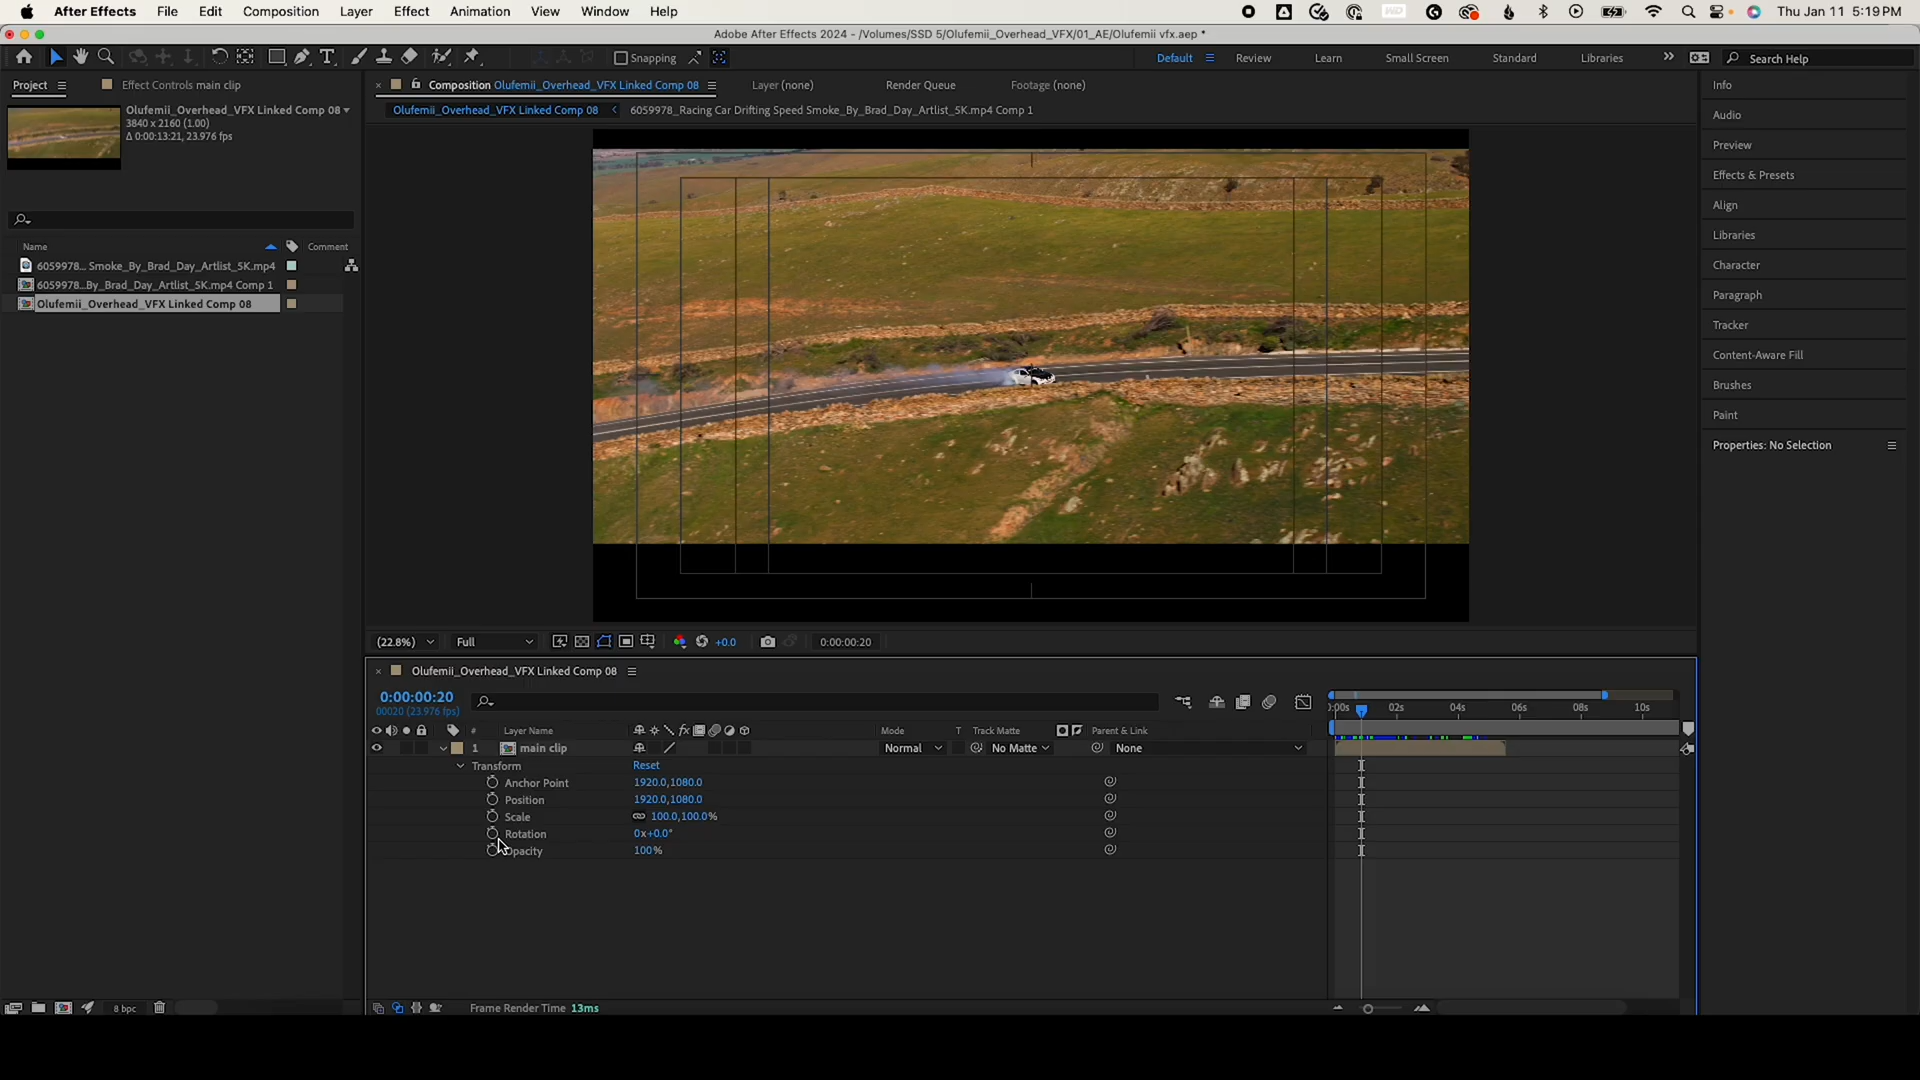 After Effects File Edit Composition Layer Effect Animation View Window Help Thu Jan 11 5:19 PM
Adobe After Effects 2024 - /Volumes/SSD 5/Olufemii_Overhead_VFX/01_AE/Olufemii vfx.aep *
Snapping Default Review Learn Small Screen Standard Libraries Search Help
Project Effect Controls main clip
Composition Olufemii_Overhead_VFX Linked Comp 08 Layer (none) Render Queue Footage (none)
Olufemii_Overhead_VFX Linked Comp 08 6059978_Racing Car Drifting Speed Smoke_By_Brad_Day_Artlist_5K.mp4 Comp 1
Olufemii_Overhead_VFX Linked Comp 08
3840 x 2160 (1.00)
Δ 0:00:13:21, 23.976 fps
Name Comment
6059978... Smoke_By_Brad_Day_Artlist_5K.mp4
6059978...By_Brad_Day_Artlist_5K.mp4 Comp 1
Olufemii_Overhead_VFX Linked Comp 08
Info
Audio
Preview
Effects & Presets
Align
Libraries
Character
Paragraph
Tracker
Content-Aware Fill
Brushes
Paint
Properties: No Selection
(22.8%) Full +0.0 0:00:00:20
Olufemii_Overhead_VFX Linked Comp 08
0:00:00:20
00020 (23.976 fps)
):00s 02s 04s 06s 08s 10s
# Layer Name fx Mode T Track Matte Parent & Link
1 main clip Normal No Matte None
Transform Reset
Anchor Point 1920.0,1080.0
Position 1920.0,1080.0
Scale 100.0,100.0%
Rotation 0x+0.0°
Opacity 100%
8 bpc
Frame Render Time 13ms